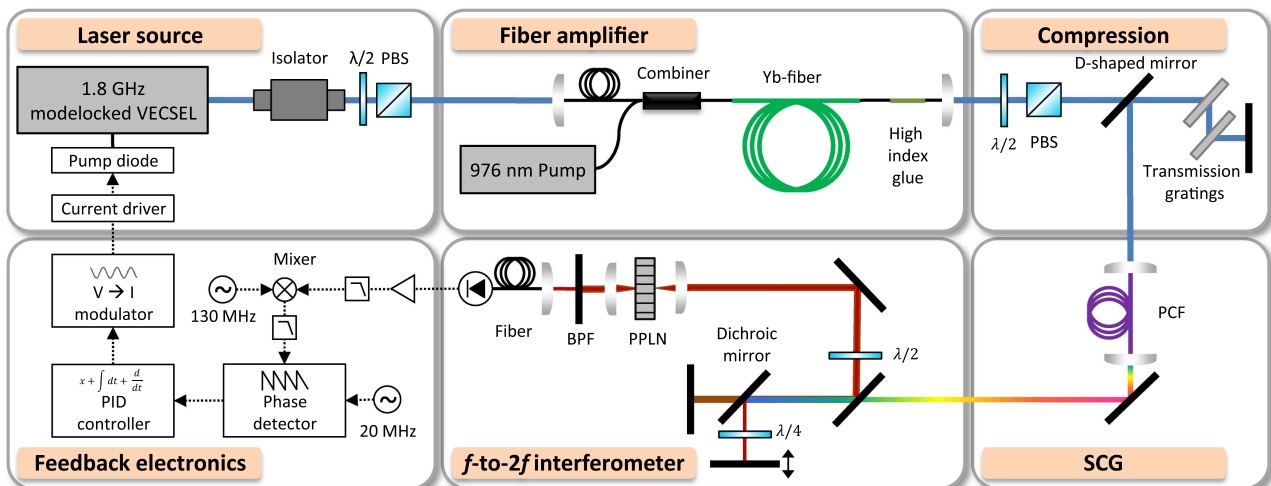 Laser source
Isolator
λ/2 PBS
1.8 GHz
modelocked VECSEL
Pump diode
Current driver
Fiber amplifier
Combiner
Yb-fiber
976 nm Pump
High
index
glue
Compression
D-shaped mirror
λ/2
PBS
Transmission
gratings
V → I
modulator
Mixer
130 MHz
x + ∫ dt + d/dt
PID
controller
Phase
detector
20 MHz
Feedback electronics
Fiber
BPF
PPLN
Dichroic
mirror
λ/2
λ/4
f-to-2f interferometer
PCF
SCG